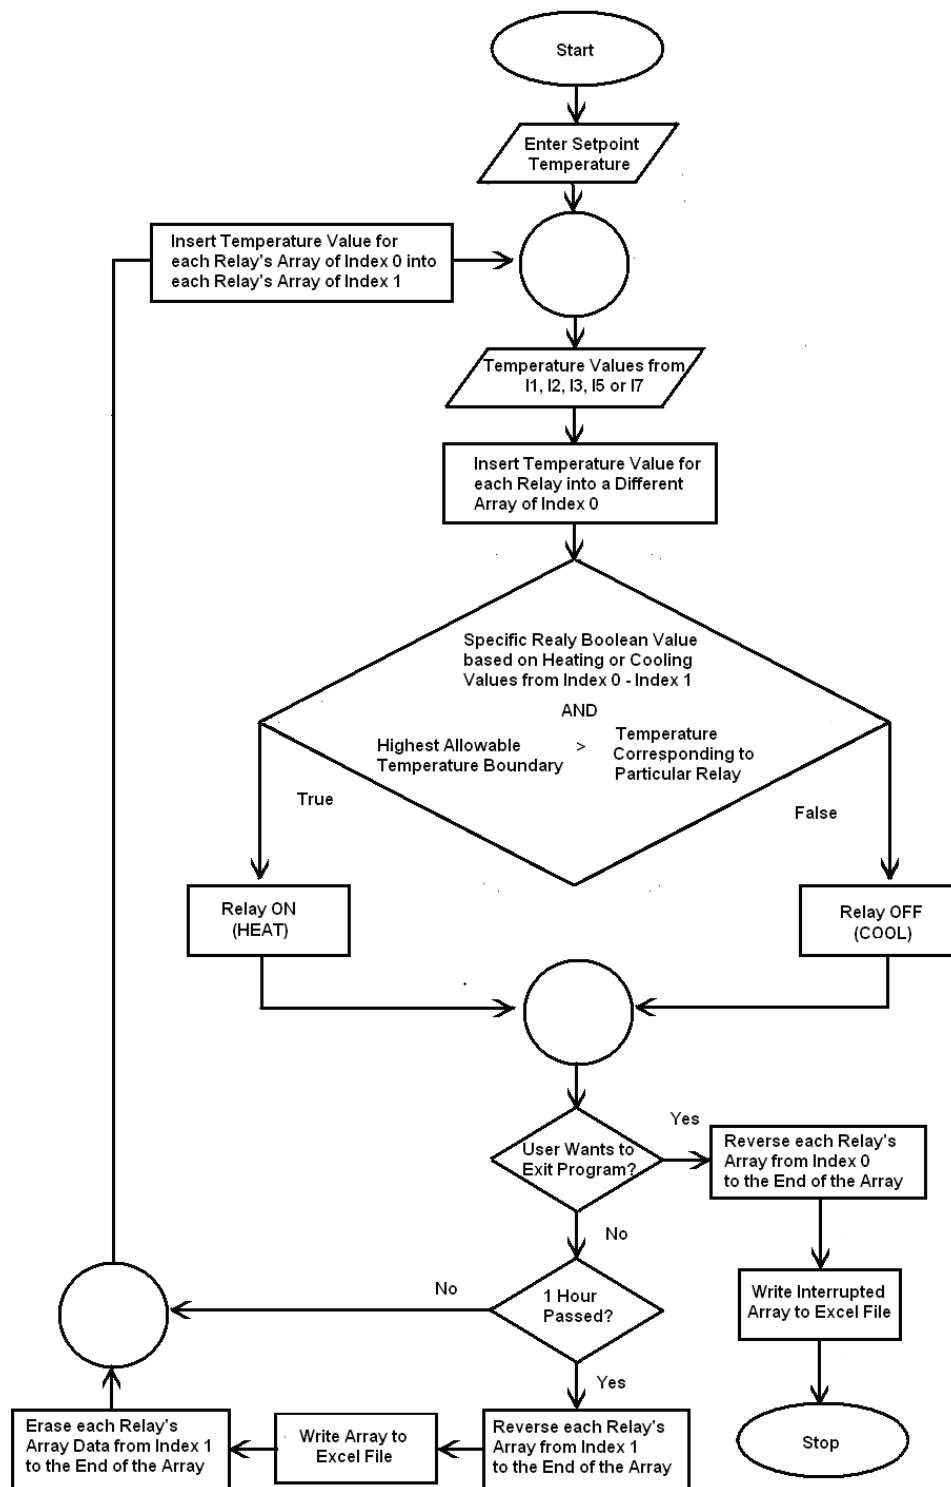 Start
Enter Setpoint
Temperature
Insert Temperature Value for
each Relay's Array of Index 0 into
each Relay's Array of Index 1
Temperature Values from
I1, I2, I3, I5 or I7
Insert Temperature Value for
each Relay into a Different
Array of Index 0
Specific Realy Boolean Value
based on Heating or Cooling
Values from Index 0 - Index 1
AND
Highest Allowable
Temperature Boundary
>
Temperature
Corresponding to
Particular Relay
True
False
Relay ON
(HEAT)
Relay OFF
(COOL)
User Wants to
Exit Program?
Yes
Reverse each Relay's
Array from Index 0
to the End of the Array
No
Write Interrupted
Array to Excel File
1 Hour
Passed?
No
Yes
Stop
Reverse each Relay's
Array from Index 1
to the End of the Array
Write Array to
Excel File
Erase each Relay's
Array Data from Index 1
to the End of the Array